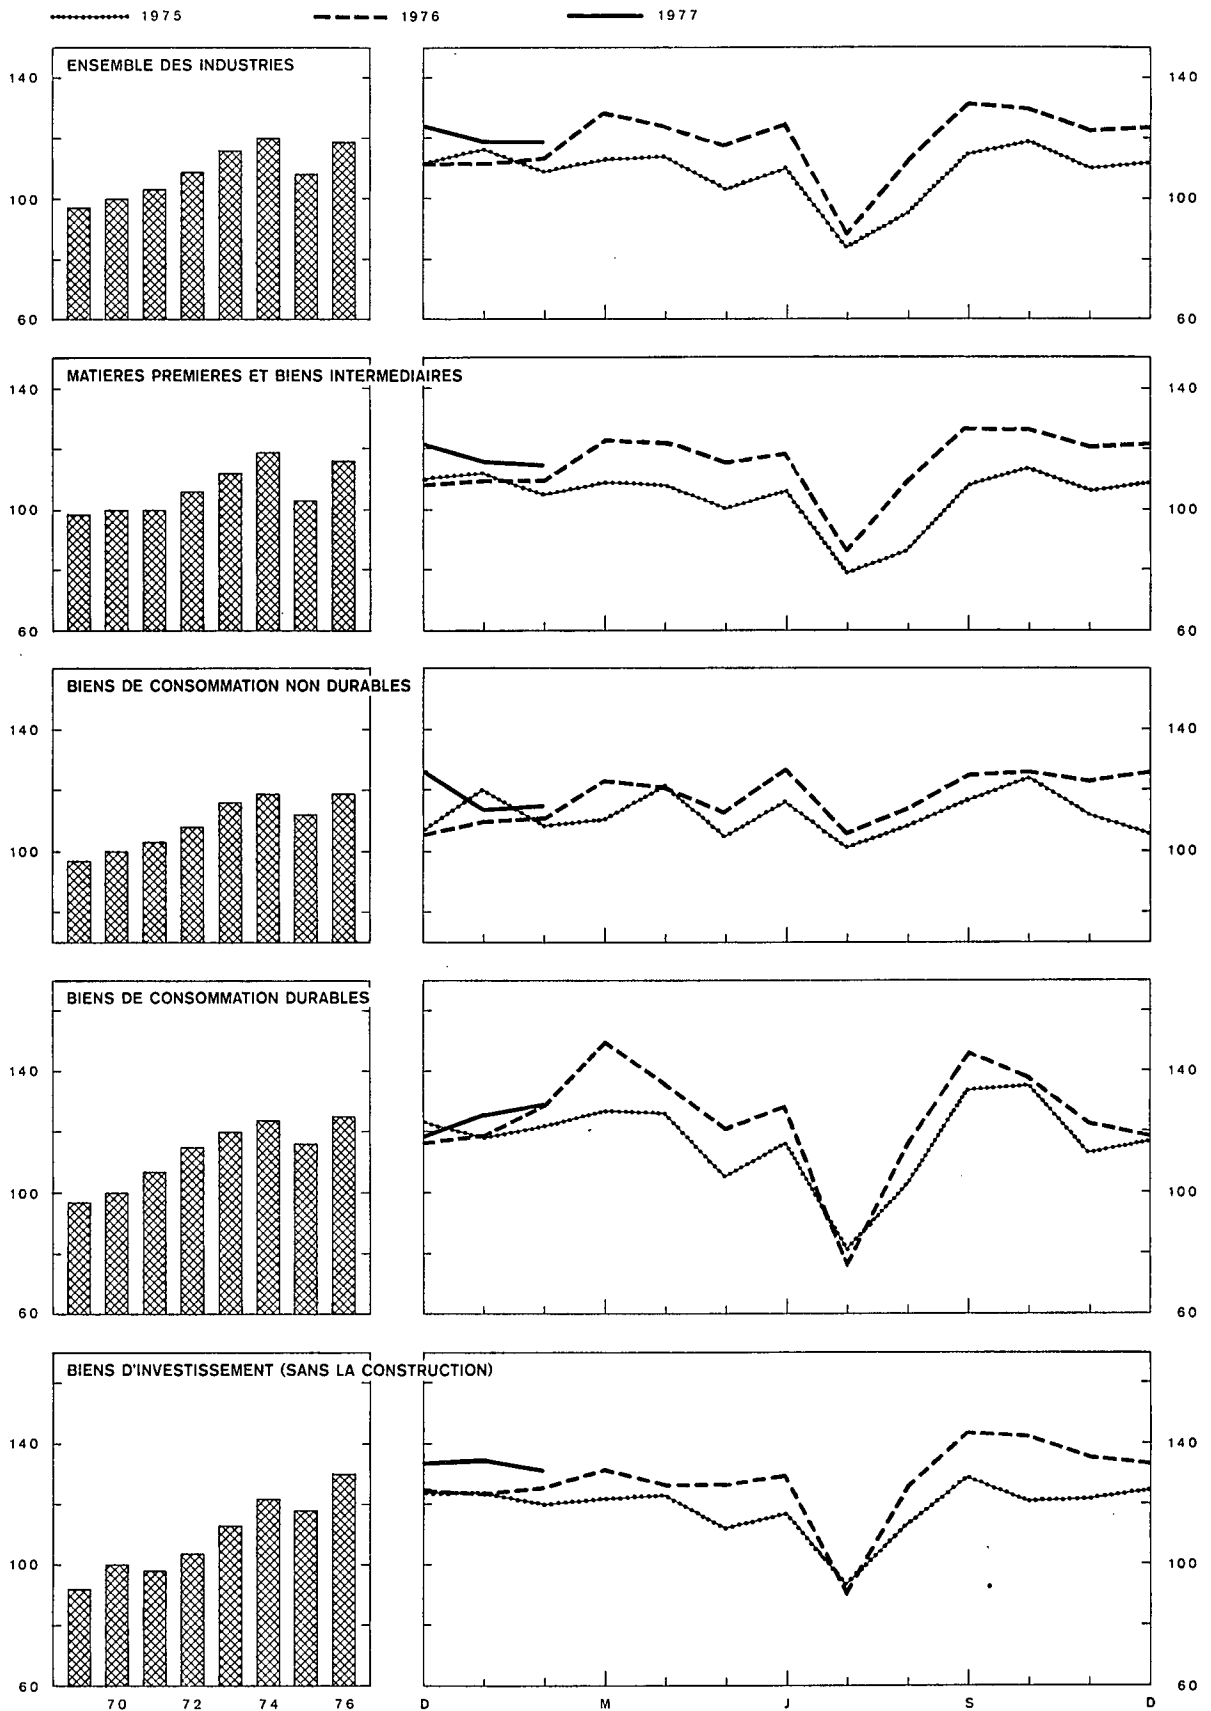 1975 1976 1977
ENSEMBLE DES INDUSTRIES
140 140
100 100
60 60
MATIERES PREMIERES ET BIENS INTERMEDIAIRES
140 140
100 100
60 60
BIENS DE CONSOMMATION NON DURABLES
140 140
100 100
BIENS DE CONSOMMATION DURABLES
140 140
100 100
60 60
BIENS D'INVESTISSEMENT (SANS LA CONSTRUCTION)
140 140
100 100
60 60
70 72 74 76 D M J S D